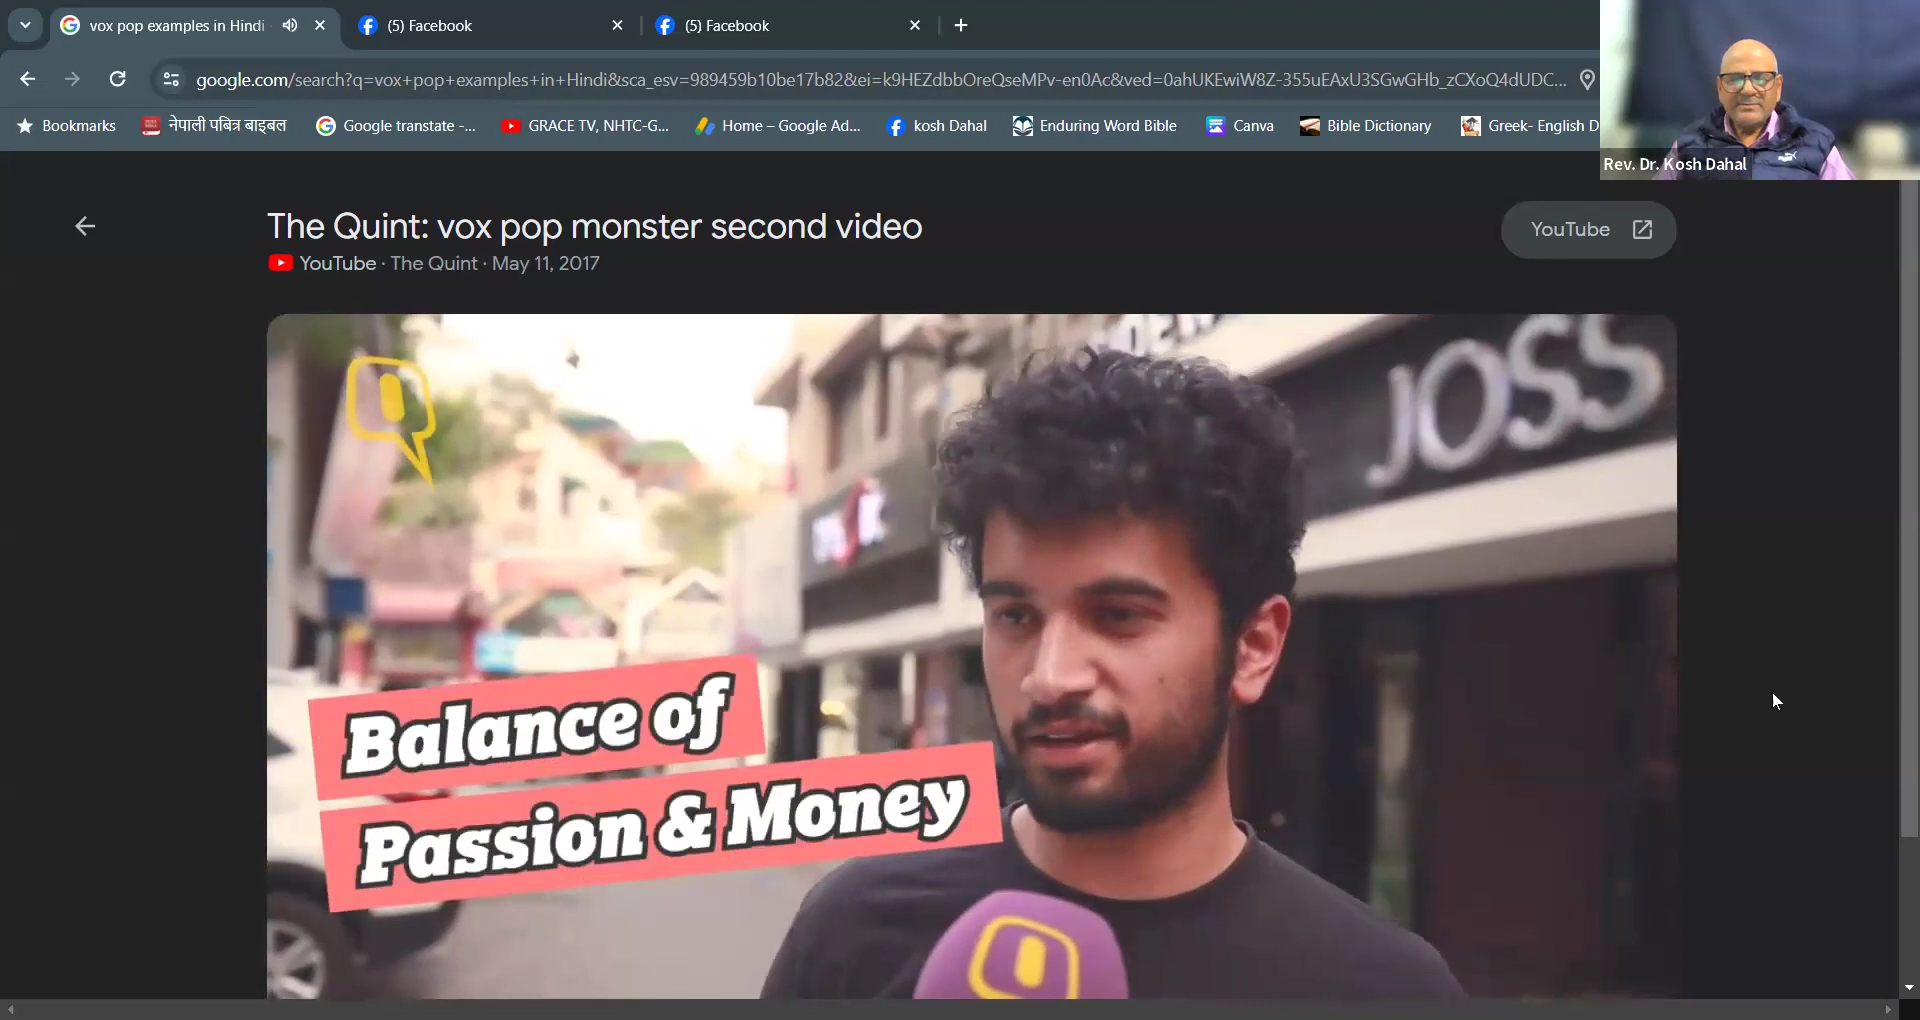 vox pop examples in Hindi
(5) Facebook
(5) Facebook
google.com/search?q=vox+pop+examples+in+Hindi&sca_esv=989459b10be17b82&ei=k9HEZdbbOreQseMPv-en0Ac&ved=0ahUKEwiW8Z-355uEAxU3SGwGHb_zCXoQ4dUDC...
Bookmarks
नेपाली पबित्र बाइबल
Google transtate -...
GRACE TV, NHTC-G...
Home – Google Ad...
kosh Dahal
Enduring Word Bible
Canva
Bible Dictionary
Greek- English D
Rev. Dr. Kosh Dahal
The Quint: vox pop monster second video
YouTube
YouTube · The Quint · May 11, 2017
JOSS
Balance of
Passion & Money